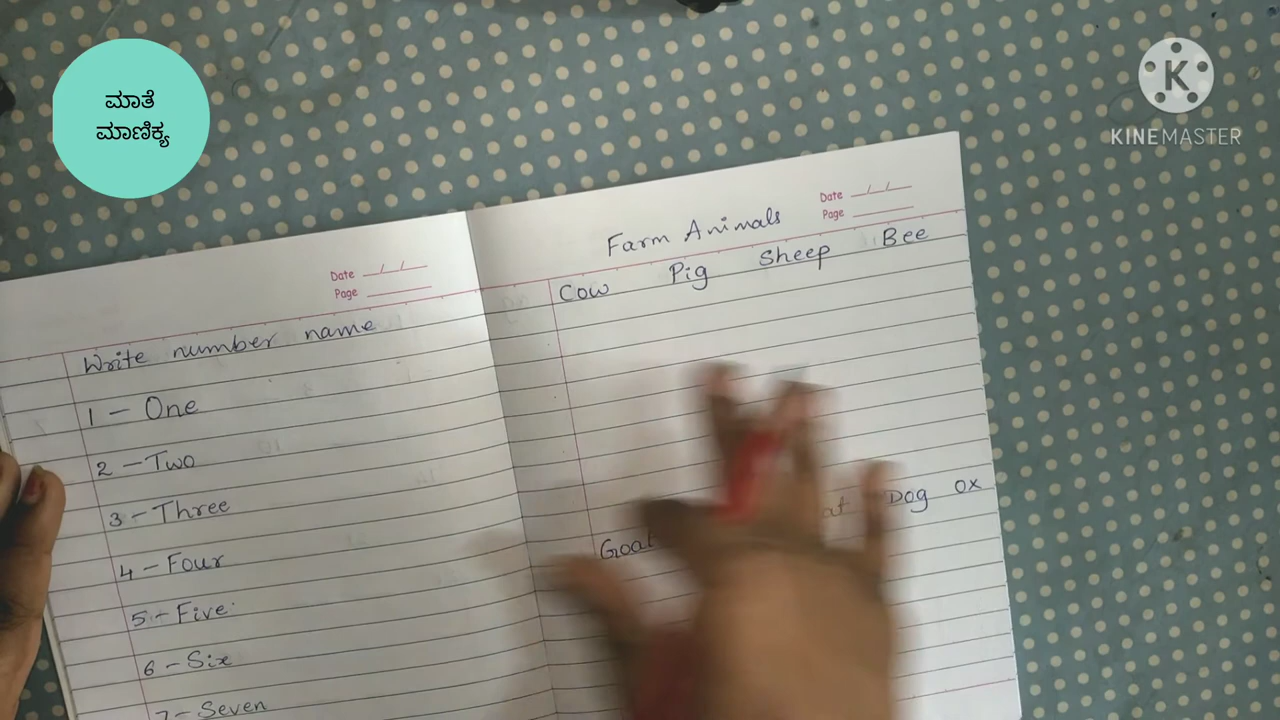 ಮಾತೆ
ಮಾಣಿಕ್ಯ
KINEMASTER
Date
Page
Write number name
1 - One
2 - Two
3 - Three
4 - Four
5 - Five
6 - Six
7 - Seven
Date
Page
Farm Animals
Cow Pig Sheep Bee
Goat Dog ox